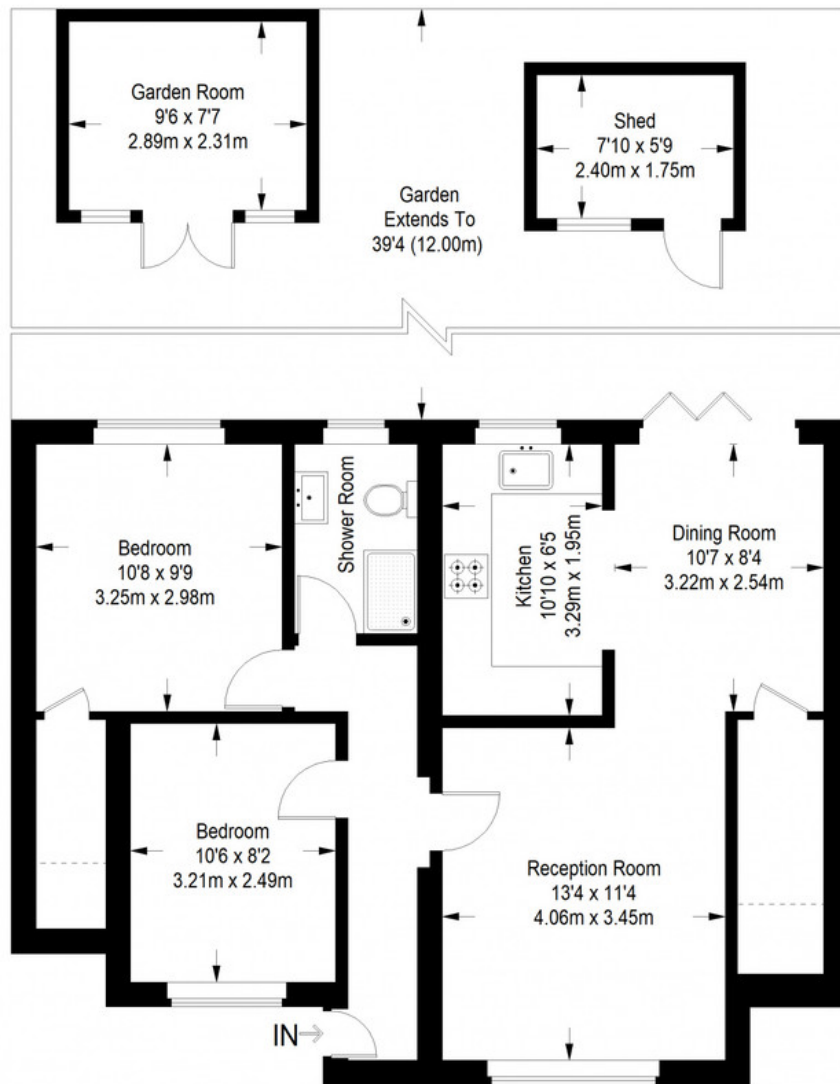 Garden Room
9'6 x 7'7
2.89m x 2.31m
Shed
7'10 x 5'9
2.40m x 1.75m
Garden
Extends To
39'4 (12.00m)
Bedroom
10'8 x 9'9
3.25m x 2.98m
Shower Room
Kitchen
10'10 x 6'5
3.29m x 1.95m
Dining Room
10'7 x 8'4
3.22m x 2.54m
Bedroom
10'6 x 8'2
3.21m x 2.49m
Reception Room
13'4 x 11'4
4.06m x 3.45m
IN